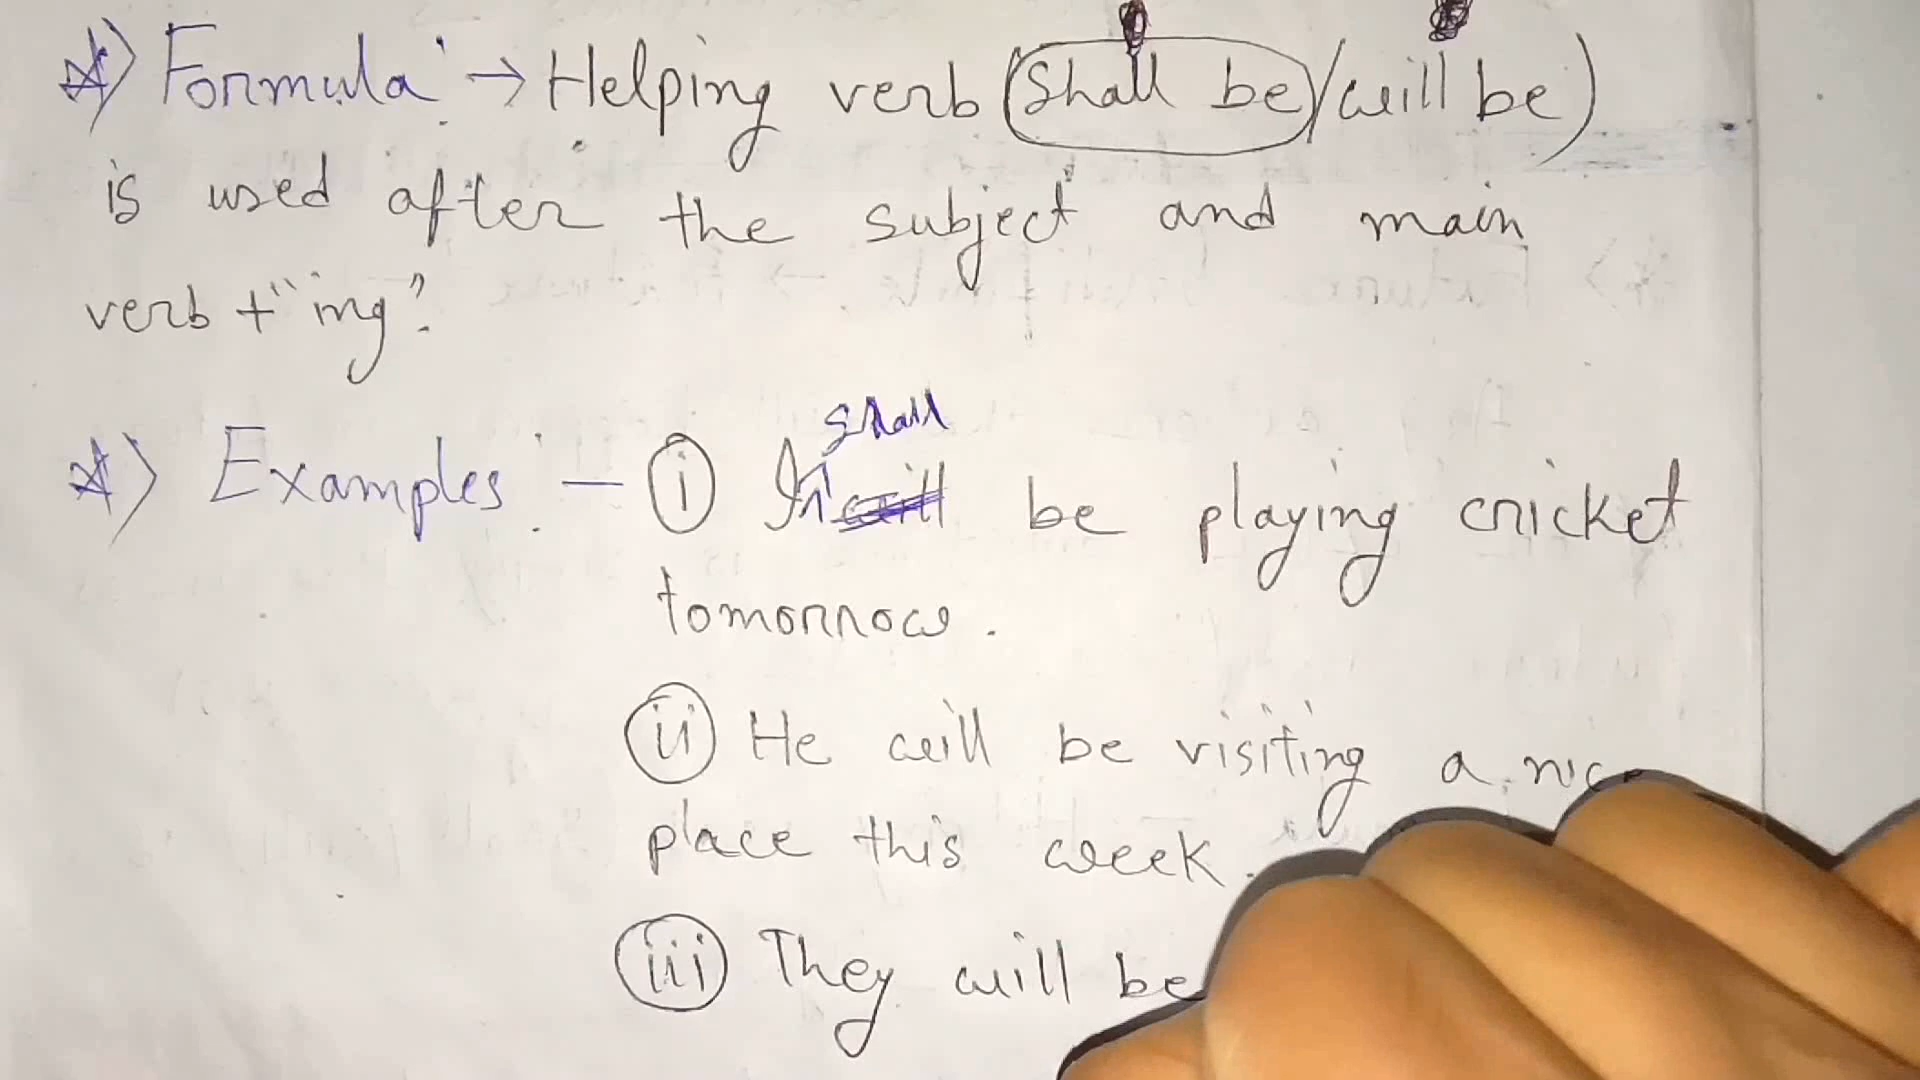 Formula :→ Helping verb (shall be/will be)
is used after the subject and main
verb + "ing".
Examples :- (i) I shall be playing cricket
tomorrow.
(ii) He will be visiting a
place this week.
(iii) They will be